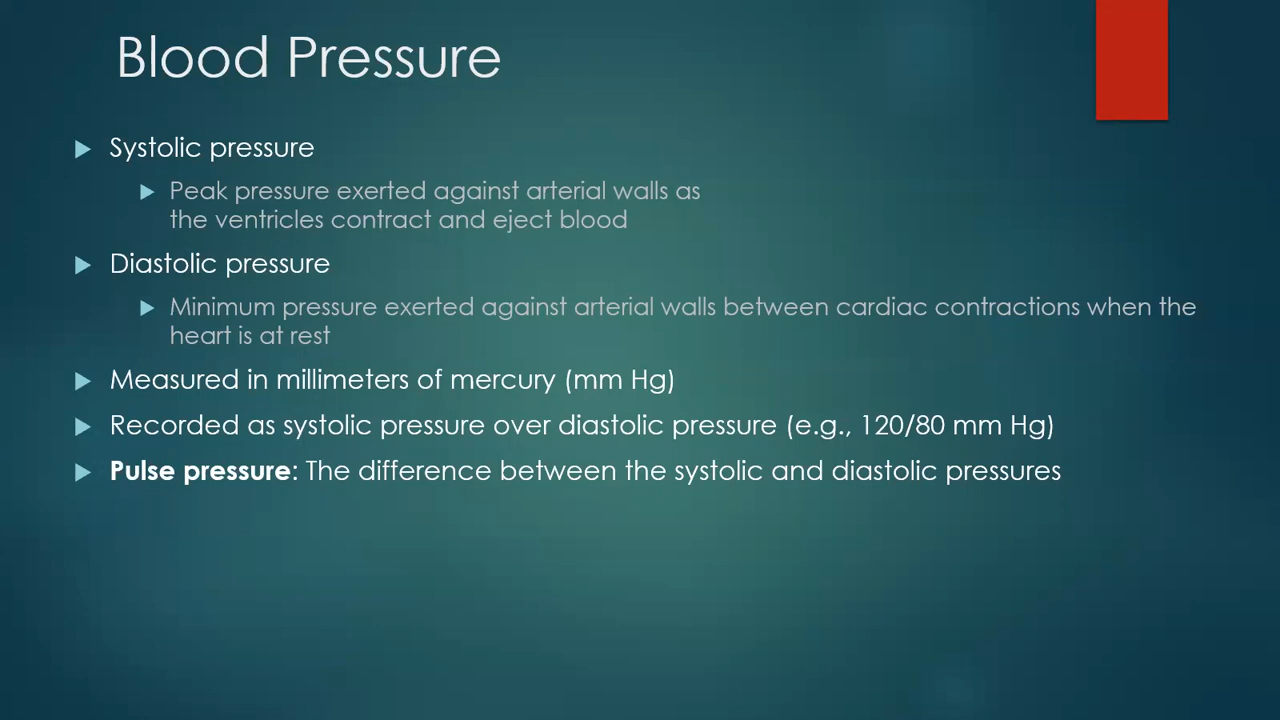 Blood Pressure
Systolic pressure
Peak pressure exerted against arterial walls as
the ventricles contract and eject blood
Diastolic pressure
Minimum pressure exerted against arterial walls between cardiac contractions when the
heart is at rest
Measured in millimeters of mercury (mm Hg)
Recorded as systolic pressure over diastolic pressure (e.g., 120/80 mm Hg)
Pulse pressure: The difference between the systolic and diastolic pressures